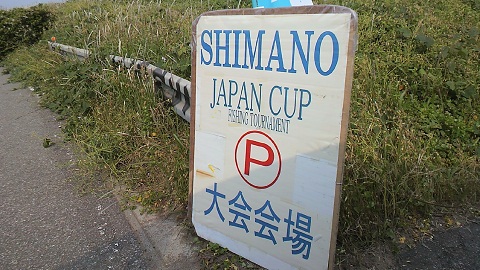 SHIMANO
JAPAN CUP
FISHING TOURNAMENT
P
大会会場